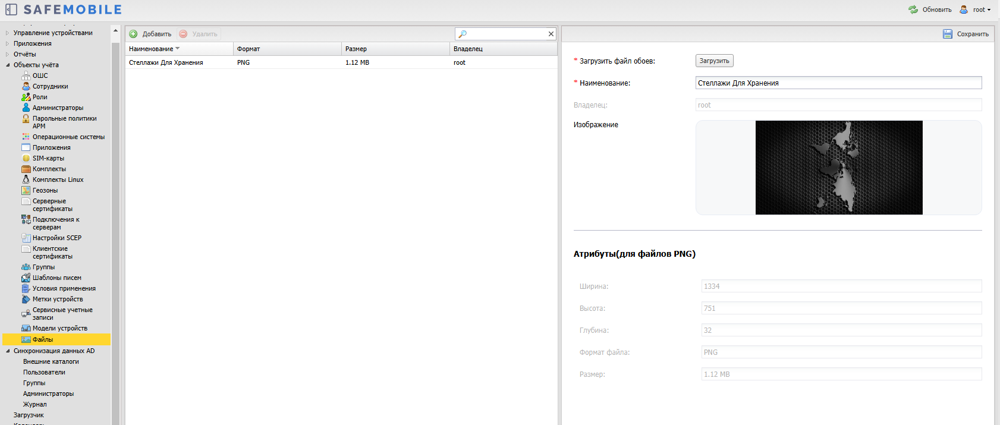 SAFEMOBILE
Обновить
root
Управление устройствами
Приложения
Отчёты
Объекты учёта
ОШС
Сотрудники
Роли
Администраторы
Парольные политики
АРМ
Операционные системы
Приложения
SIM-карты
Комплекты
Комплекты Linux
Геозоны
Серверные
сертификаты
Подключения к
серверам
Настройки SCEP
Клиентские
сертификаты
Группы
Шаблоны писем
Условия применения
Метки устройств
Сервисные учетные
записи
Модели устройств
Файлы
Синхронизация данных AD
Внешние каталоги
Пользователи
Группы
Администраторы
Журнал
Загрузчик
Добавить Удалить
Наименование Формат Размер Владелец
Стеллажи Для Хранения PNG 1.12 MB root
Сохранить
* Загрузить файл обоев: Загрузить
* Наименование: Стеллажи Для Хранения
Владелец: root
Изображение
Атрибуты(для файлов PNG)
Ширина: 1334
Высота: 751
Глубина: 32
Формат файла: PNG
Размер: 1.12 MB